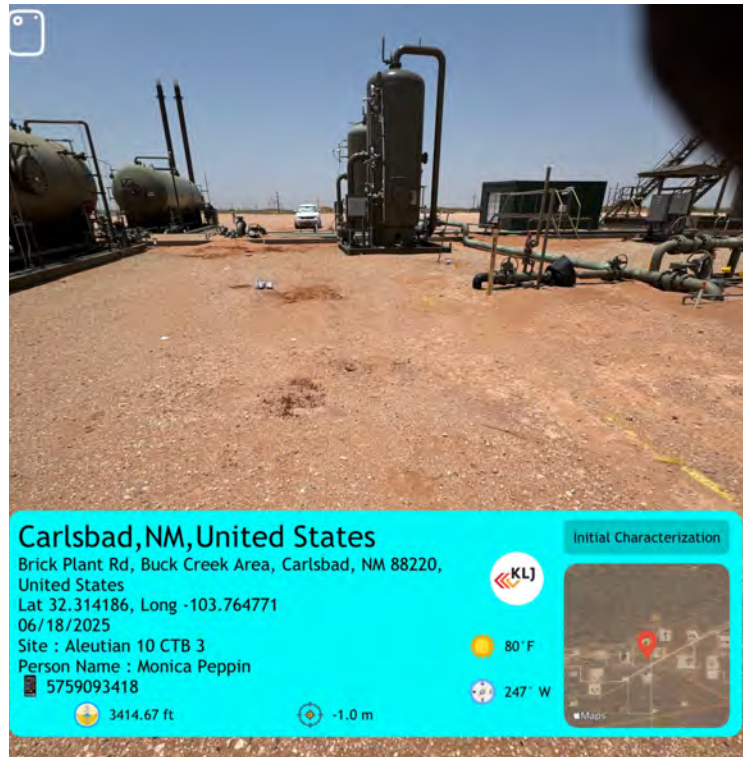 Carlsbad,NM,United States
Initial Characterization
Brick Plant Rd, Buck Creek Area, Carlsbad, NM 88220,
United States
KLJ
Lat 32.314186, Long -103.764771
06/18/2025
Site : Aleutian 10 CTB 3
80°F
Person Name : Monica Peppin
5759093418
247° W
3414.67 ft
-1.0 m
Maps